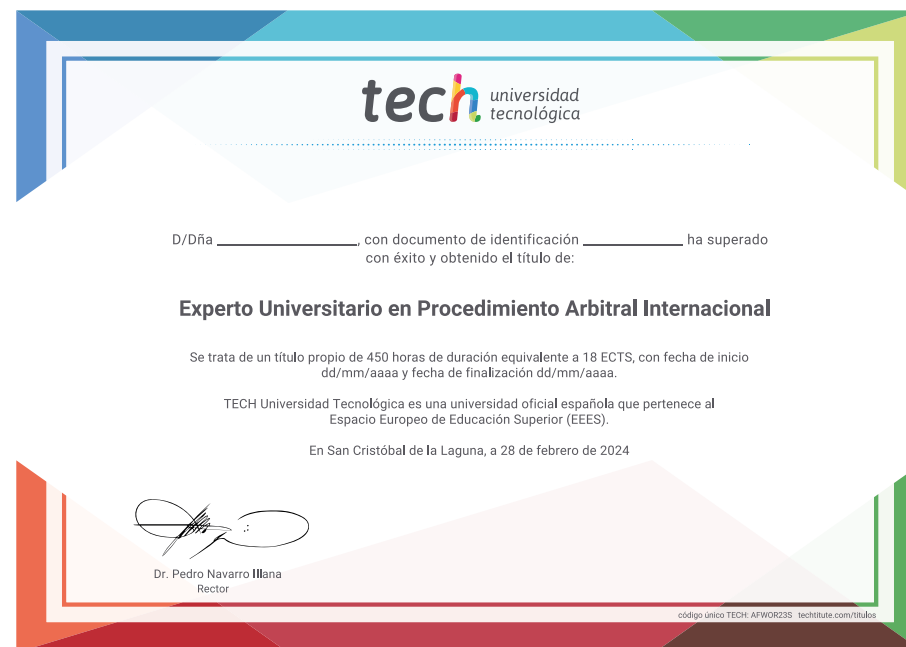 tech universidad
tecnológica
D/Dña ____________________, con documento de identificación ______________ ha superado
con éxito y obtenido el título de:
Experto Universitario en Procedimiento Arbitral Internacional
Se trata de un título propio de 450 horas de duración equivalente a 18 ECTS, con fecha de inicio
dd/mm/aaaa y fecha de finalización dd/mm/aaaa.
TECH Universidad Tecnológica es una universidad oficial española que pertenece al
Espacio Europeo de Educación Superior (EEES).
En San Cristóbal de la Laguna, a 28 de febrero de 2024
Dr. Pedro Navarro Illana
Rector
código único TECH: AFWOR23S techtitute.com/titulos